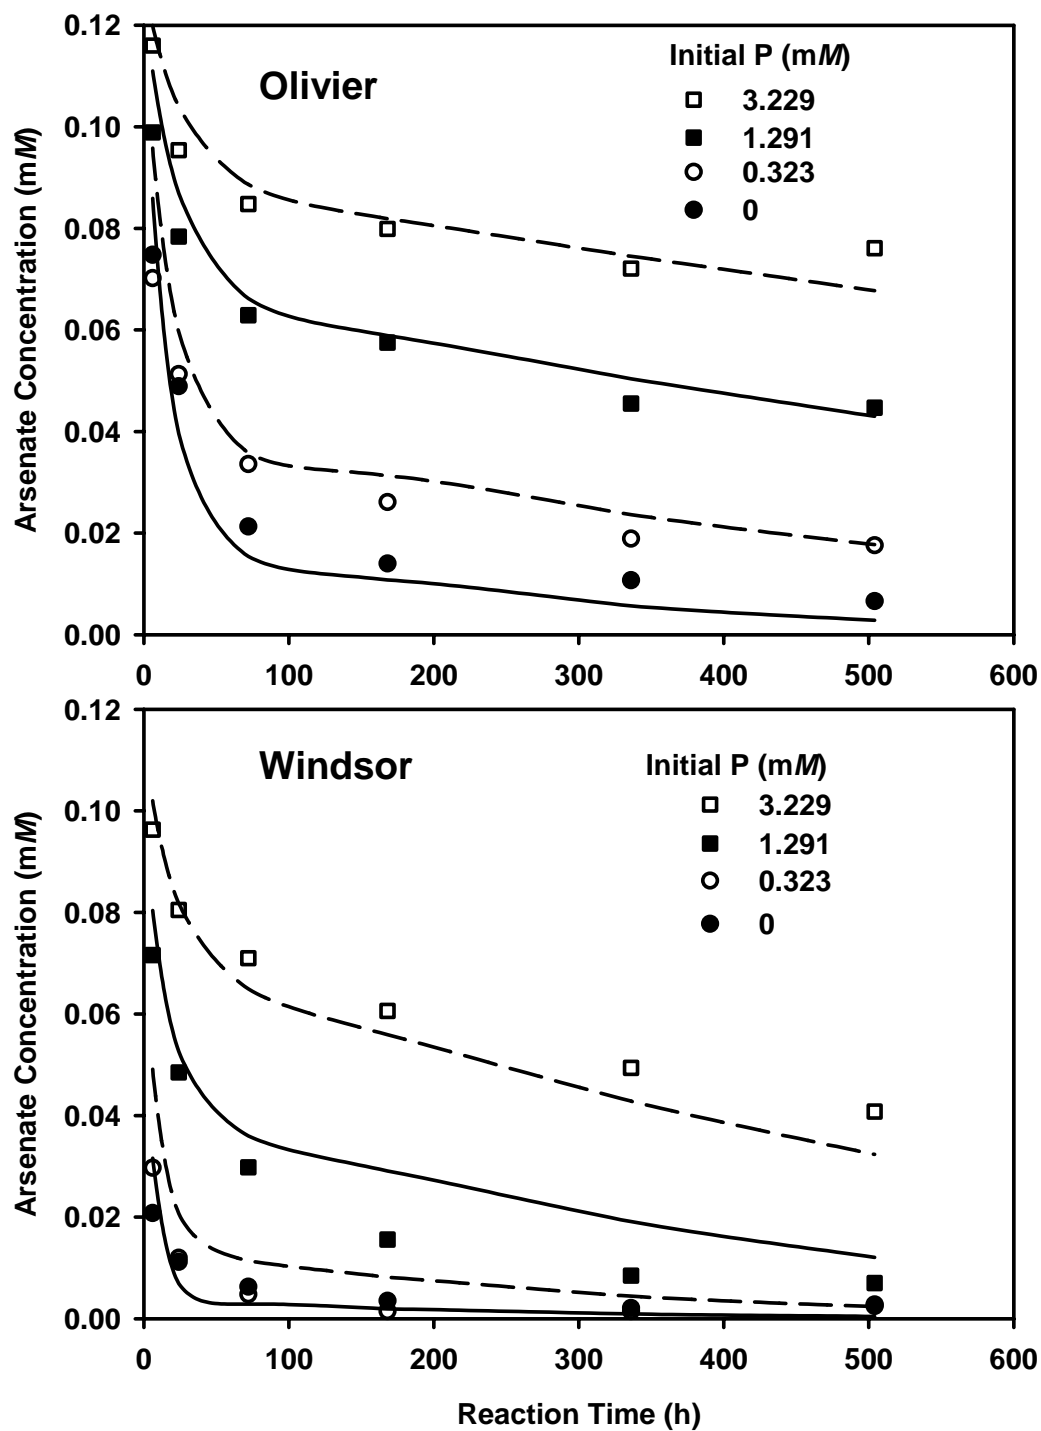 0.12
0.10
0.08
0.06
0.04
0.02
0.00
Arsenate Concentration (mM)
Olivier
Initial P (mM)
3.229
1.291
0.323
0
0 100 200 300 400 500 600
0.12
0.10
0.08
0.06
0.04
0.02
0.00
Arsenate Concentration (mM)
Windsor
Initial P (mM)
3.229
1.291
0.323
0
0 100 200 300 400 500 600
Reaction Time (h)